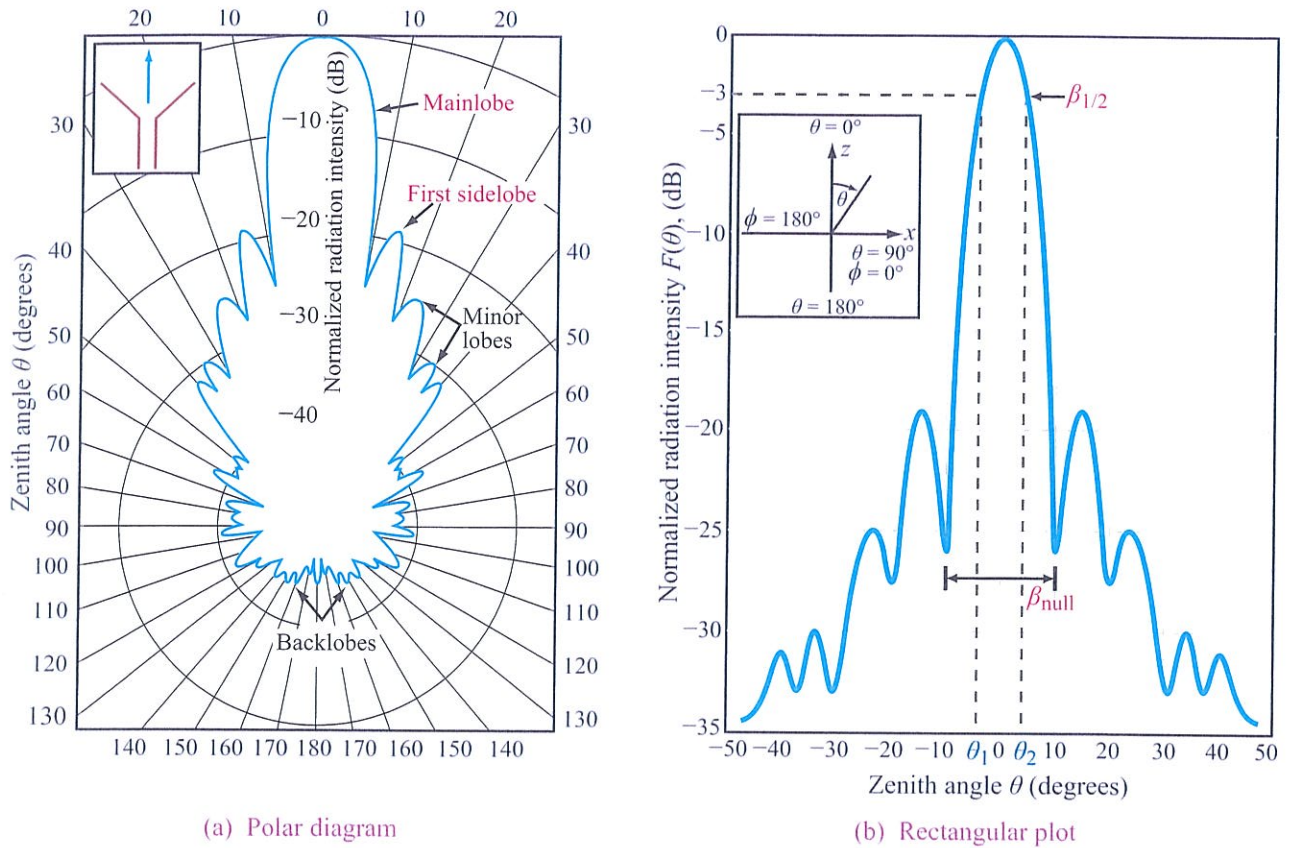 20 10 0 10 20
30 30
40 40
50 50
60 60
70 70
80 80
90 90
100 100
110 110
120 120
130 130
140 150 160 170 180 170 160 150 140
Zenith angle θ (degrees)
Normalized radiation intensity (dB)
−10
−20
−30
−40
Mainlobe
First sidelobe
Minor
lobes
Backlobes
(a) Polar diagram
0
−3
−5
−10
−15
−20
−25
−30
−35
Normalized radiation intensity F(θ), (dB)
β1/2
θ = 0°
z
θ
ϕ = 180°
x
θ = 90°
ϕ = 0°
θ = 180°
βnull
−50 −40 −30 −20 −10 θ1 0 θ2 10 20 30 40 50
Zenith angle θ (degrees)
(b) Rectangular plot